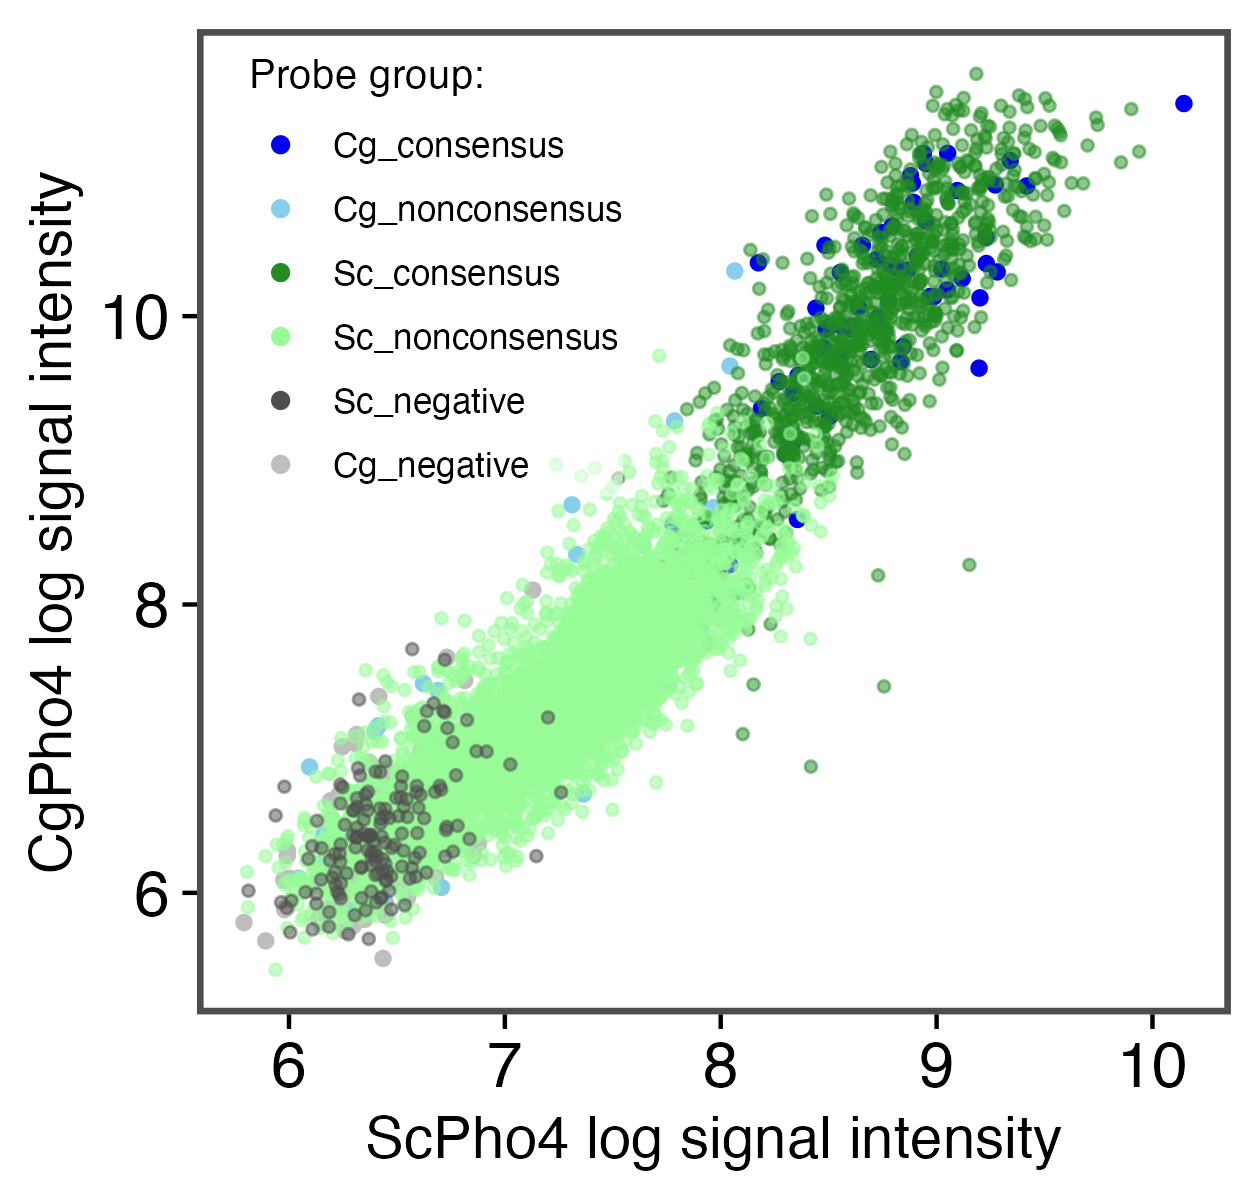 Probe group:
Cg_consensus
Cg_nonconsensus
Sc_consensus
Sc_nonconsensus
Sc_negative
Cg_negative
CgPho4 log signal intensity
10
8
6
6 7 8 9 10
ScPho4 log signal intensity